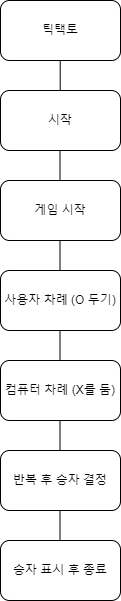 틱택토
시작
게임 시작
사용자 차례 (O 두기)
컴퓨터 차례 (X를 둠)
반복 후 승자 결정
승자 표시 후 종료